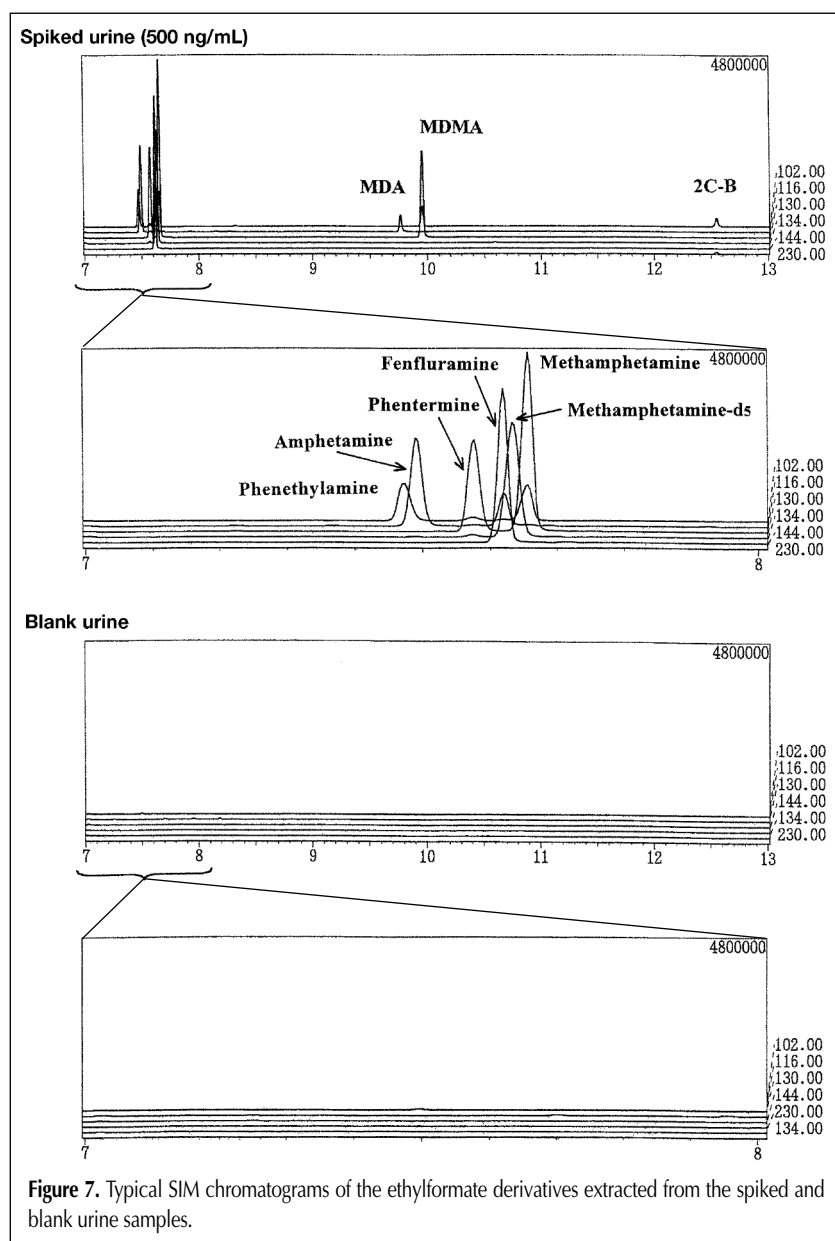 Spiked urine (500 ng/mL)
4800000
MDMA
MDA
2C-B
102.00
116.00
130.00
134.00
144.00
230.00
7 8 9 10 11 12 13
4800000
Fenfluramine
Methamphetamine
Phentermine
Methamphetamine-d5
Amphetamine
Phenethylamine
102.00
116.00
130.00
134.00
144.00
230.00
7 8
Blank urine
4800000
102.00
116.00
130.00
144.00
134.00
230.00
7 8 9 10 11 12 13
4800000
102.00
116.00
130.00
144.00
230.00
134.00
7 8
Figure 7. Typical SIM chromatograms of the ethylformate derivatives extracted from the spiked and
blank urine samples.